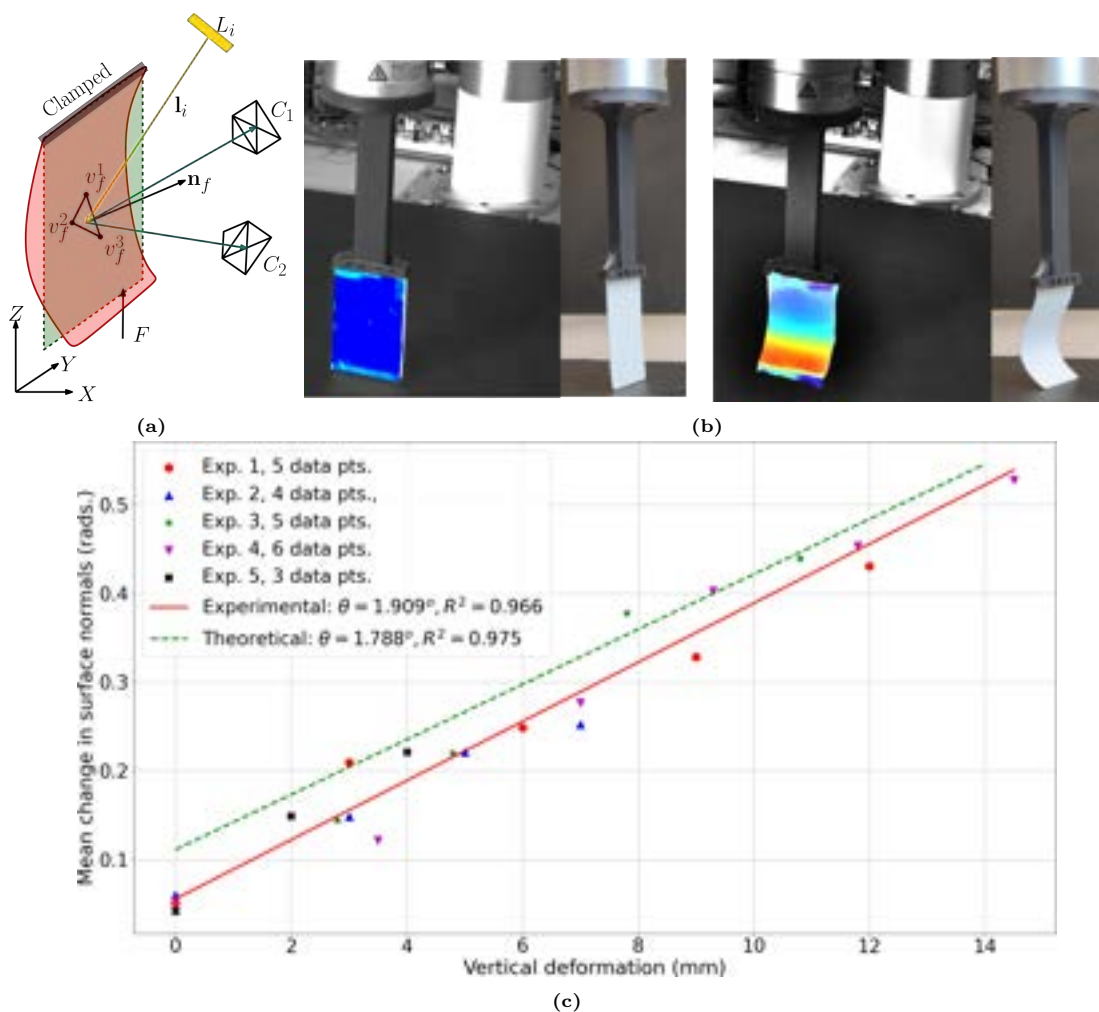 L_i
Clamped
l_i
C_1
v_f^1
n_f
v_f^2
v_f^3
C_2
Z
F
Y
X
(a)
(b)
Exp. 1, 5 data pts.
Exp. 2, 4 data pts.,
Exp. 3, 5 data pts.
Exp. 4, 6 data pts.
Exp. 5, 3 data pts.
Experimental: θ = 1.909°, R² = 0.966
Theoretical: θ = 1.788°, R² = 0.975
Mean change in surface normals (rads.)
0.5
0.4
0.3
0.2
0.1
0 2 4 6 8 10 12 14
Vertical deformation (mm)
(c)